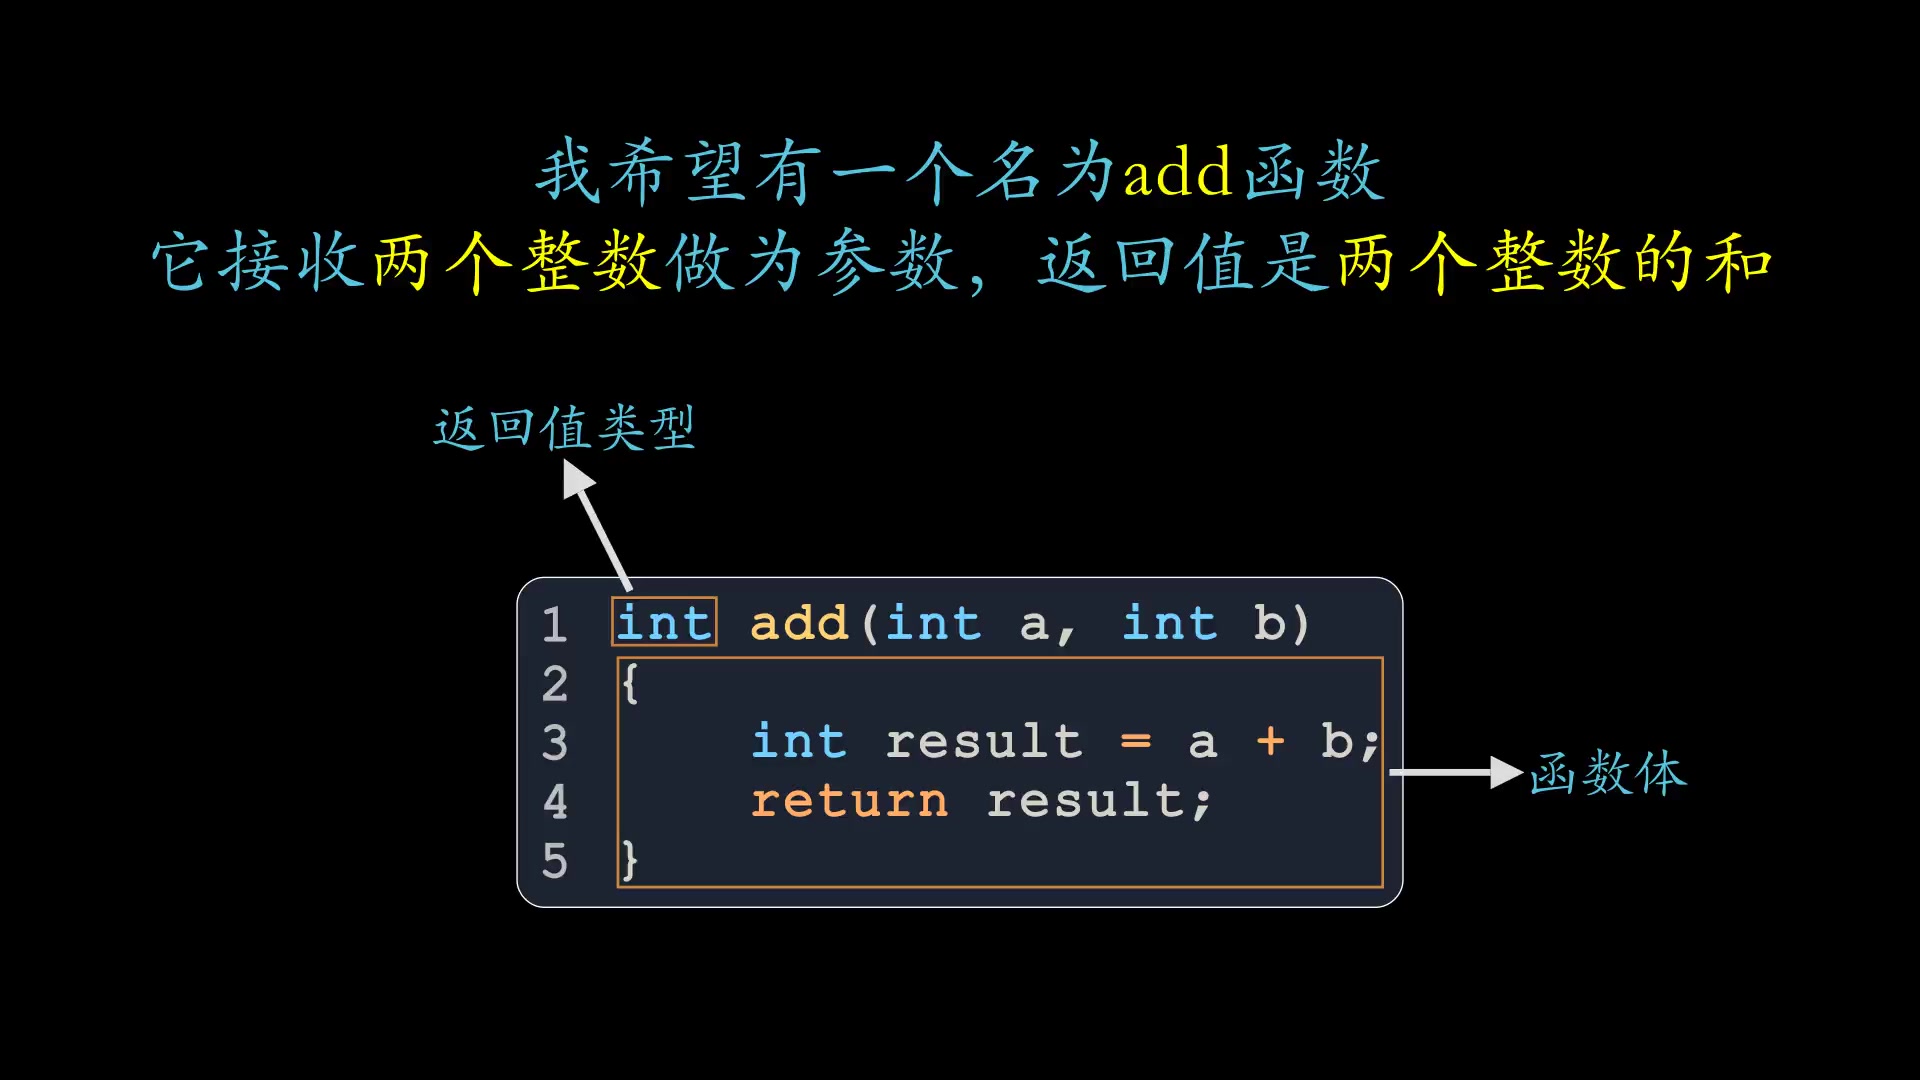 我希望有一个名为add函数
它接收两个整数做为参数，返回值是两个整数的和
返回值类型
1 int add(int a, int b)
2 {
3     int result = a + b;
4     return result;
5 }
函数体